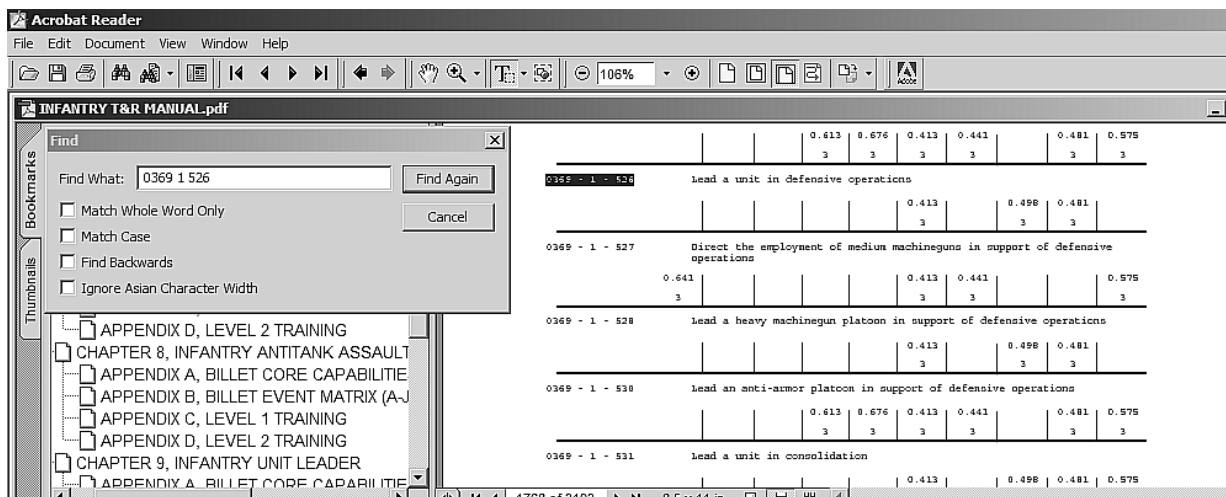 Acrobat Reader
File Edit Document View Window Help
106%
Adobe
INFANTRY T&R MANUAL.pdf
Bookmarks
Thumbnails
Find
Find What: 0369 1 526
Find Again
Match Whole Word Only
Cancel
Match Case
Find Backwards
Ignore Asian Character Width
APPENDIX D, LEVEL 2 TRAINING
CHAPTER 8, INFANTRY ANTITANK ASSAULT
APPENDIX A, BILLET CORE CAPABILITIE
APPENDIX B, BILLET EVENT MATRIX (A-J
APPENDIX C, LEVEL 1 TRAINING
APPENDIX D, LEVEL 2 TRAINING
CHAPTER 9, INFANTRY UNIT LEADER
APPENDIX A, BILLET CORE CAPABILITIE
0.613 0.676 0.413 0.441 0.481 0.575
3 3 3 3 3 3
0369 - 1 - 526 Lead a unit in defensive operations
0.413 0.498 0.481
3 3 3
0369 - 1 - 527 Direct the employment of medium machineguns in support of defensive
operations
0.641 0.413 0.441 0.575
3 3 3 3
0369 - 1 - 528 Lead a heavy machinegun platoon in support of defensive operations
0.413 0.498 0.481
3 3 3
0369 - 1 - 530 Lead an anti-armor platoon in support of defensive operations
0.613 0.676 0.413 0.441 0.481 0.575
3 3 3 3 3 3
0369 - 1 - 531 Lead a unit in consolidation
0.413 0.498 0.481 0.575